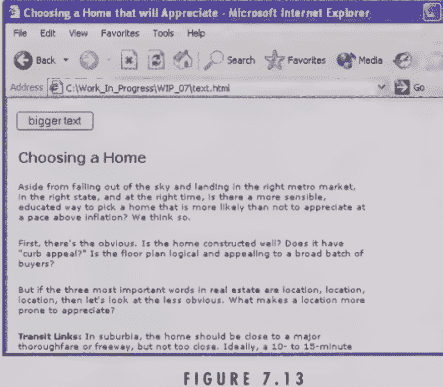 Choosing a Home that will Appreciate - Microsoft Internet Explorer
File Edit View Favorites Tools Help
Back Search Favorites Media
Address C:\Work_In_Progress\WIP_07\text.html Go
bigger text
Choosing a Home
Aside from falling out of the sky and landing in the right metro market,
in the right state, and at the right time, is there a more sensible,
educated way to pick a home that is more likely than not to appreciate at
a pace above inflation? We think so.
First, there's the obvious. Is the home constructed well? Does it have
"curb appeal?" Is the floor plan logical and appealing to a broad batch of
buyers?
But if the three most important words in real estate are location, location,
location, then let's look at the less obvious. What makes a location more
prone to appreciate?
Transit Links: In suburbia, the home should be close to a major
thoroughfare or freeway, but not too close. Ideally, a 10- to 15-minute
FIGURE 7.13